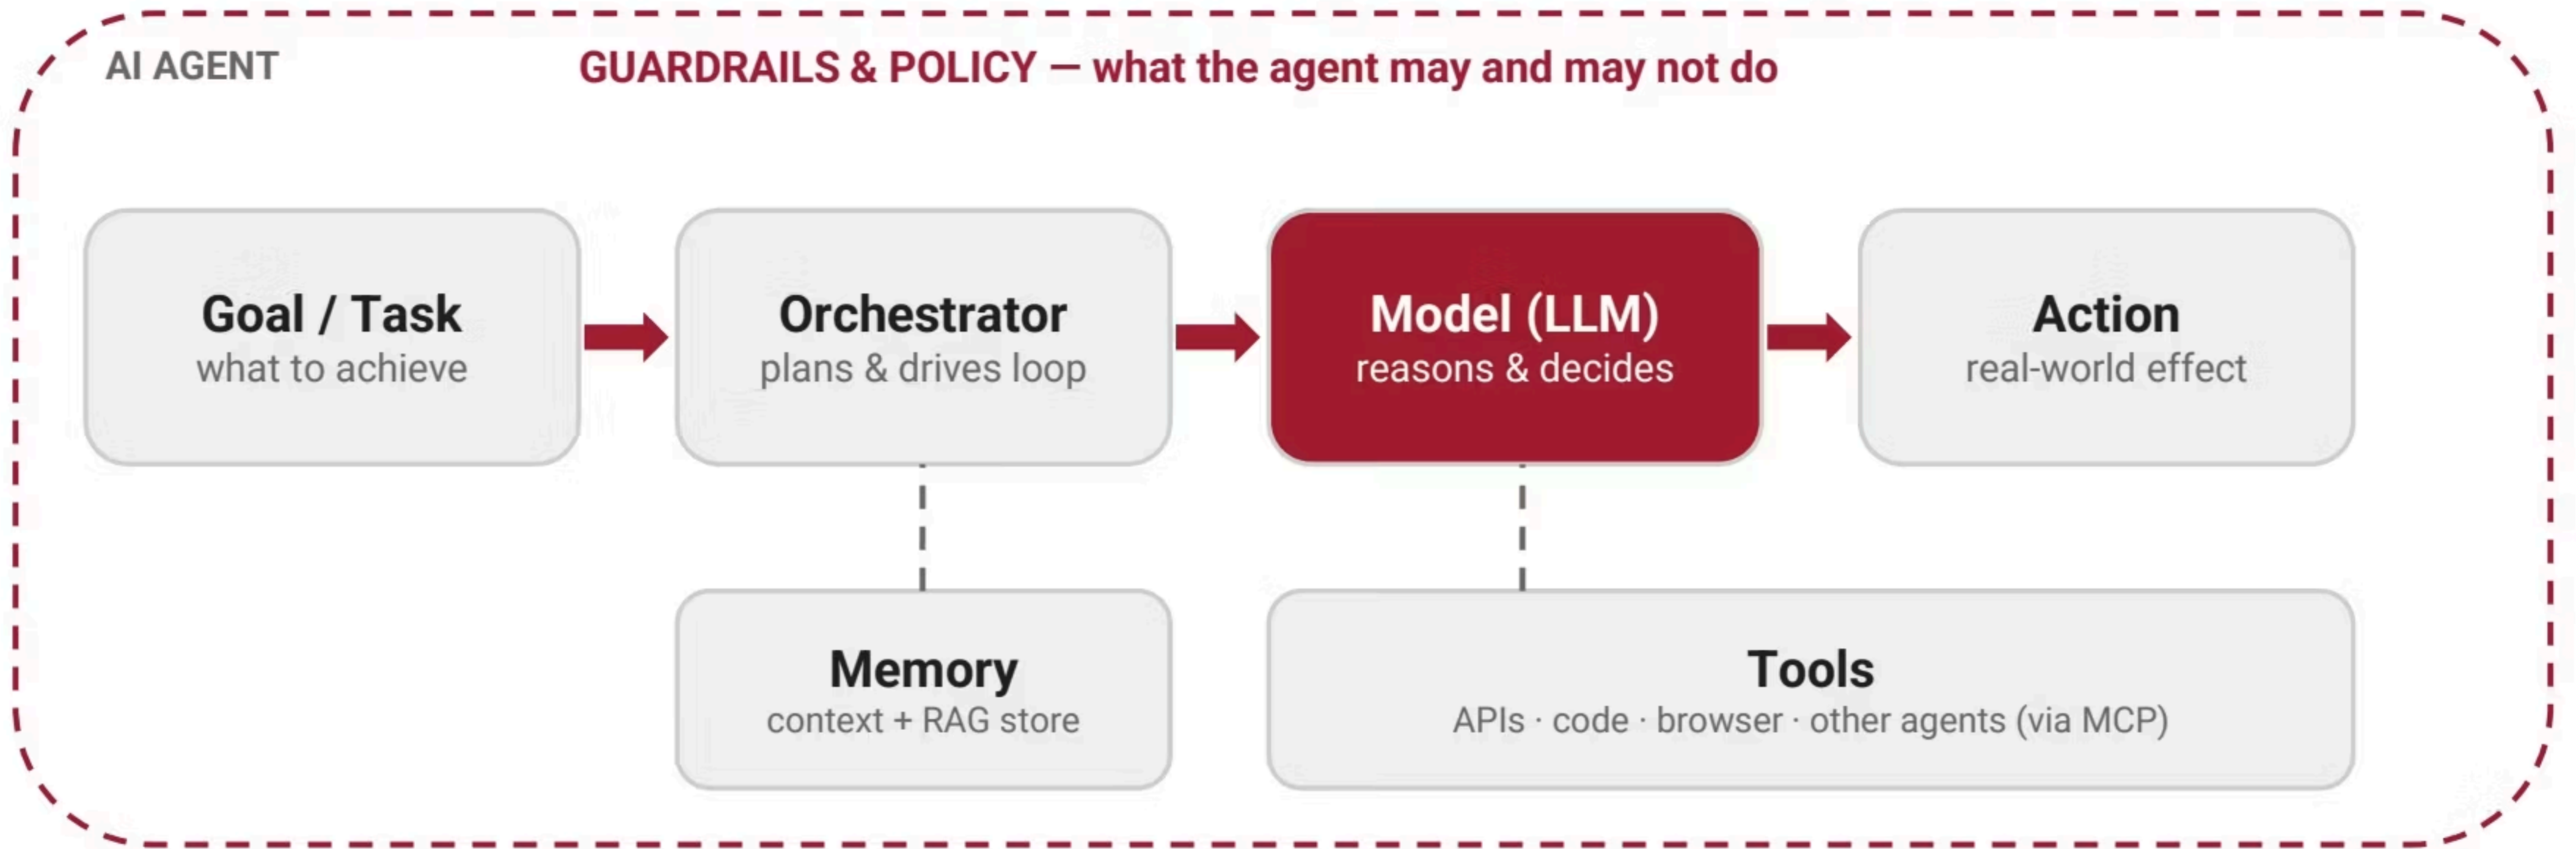 AI AGENT
GUARDRAILS & POLICY — what the agent may and may not do
Goal / Task
what to achieve
Orchestrator
plans & drives loop
Model (LLM)
reasons & decides
Action
real-world effect
Memory
context + RAG store
Tools
APIs · code · browser · other agents (via MCP)